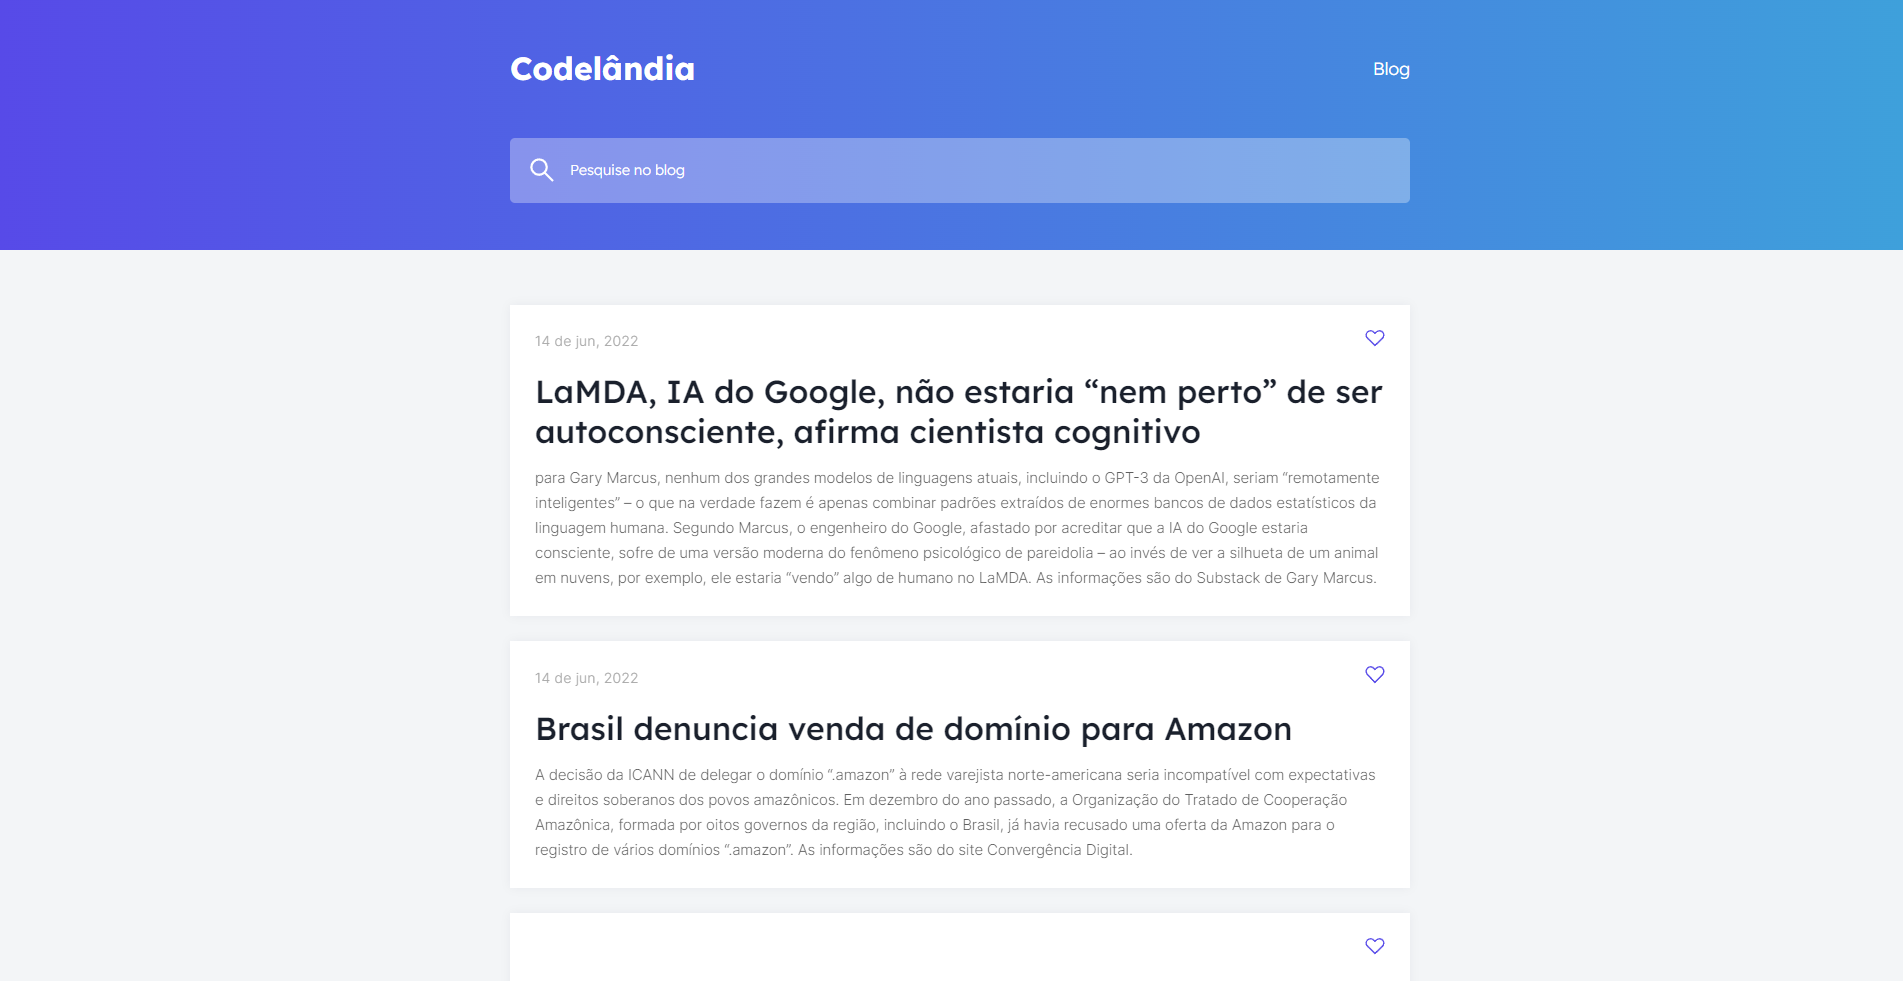 Codelândia
Blog
Pesquise no blog
14 de jun, 2022
LaMDA, IA do Google, não estaria “nem perto” de ser
autoconsciente, afirma cientista cognitivo
para Gary Marcus, nenhum dos grandes modelos de linguagens atuais, incluindo o GPT-3 da OpenAI, seriam “remotamente
inteligentes” – o que na verdade fazem é apenas combinar padrões extraídos de enormes bancos de dados estatísticos da
linguagem humana. Segundo Marcus, o engenheiro do Google, afastado por acreditar que a IA do Google estaria
consciente, sofre de uma versão moderna do fenômeno psicológico de pareidolia – ao invés de ver a silhueta de um animal
em nuvens, por exemplo, ele estaria “vendo” algo de humano no LaMDA. As informações são do Substack de Gary Marcus.
14 de jun, 2022
Brasil denuncia venda de domínio para Amazon
A decisão da ICANN de delegar o domínio “.amazon” à rede varejista norte-americana seria incompatível com expectativas
e direitos soberanos dos povos amazônicos. Em dezembro do ano passado, a Organização do Tratado de Cooperação
Amazônica, formada por oitos governos da região, incluindo o Brasil, já havia recusado uma oferta da Amazon para o
registro de vários domínios “.amazon”. As informações são do site Convergência Digital.